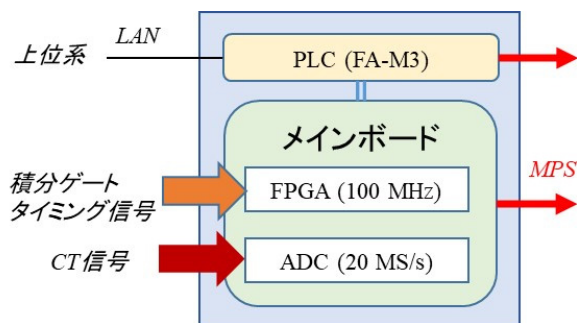 上位系
LAN
PLC (FA-M3)
メインボード
積分ゲート
タイミング信号
FPGA (100 MHz)
MPS
CT信号
ADC (20 MS/s)